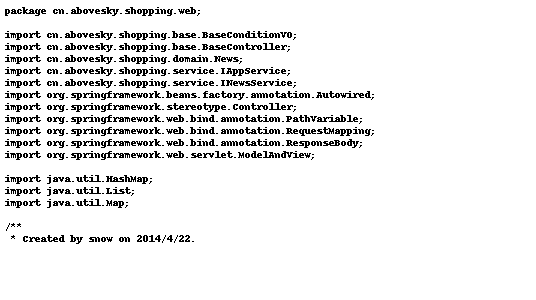 package cn.abovesky.shopping.web;

import cn.abovesky.shopping.base.BaseConditionVO;
import cn.abovesky.shopping.base.BaseController;
import cn.abovesky.shopping.domain.News;
import cn.abovesky.shopping.service.IAppService;
import cn.abovesky.shopping.service.INewsService;
import org.springframework.beans.factory.annotation.Autowired;
import org.springframework.stereotype.Controller;
import org.springframework.web.bind.annotation.PathVariable;
import org.springframework.web.bind.annotation.RequestMapping;
import org.springframework.web.bind.annotation.ResponseBody;
import org.springframework.web.servlet.ModelAndView;

import java.util.HashMap;
import java.util.List;
import java.util.Map;

/**
 * Created by snow on 2014/4/22.